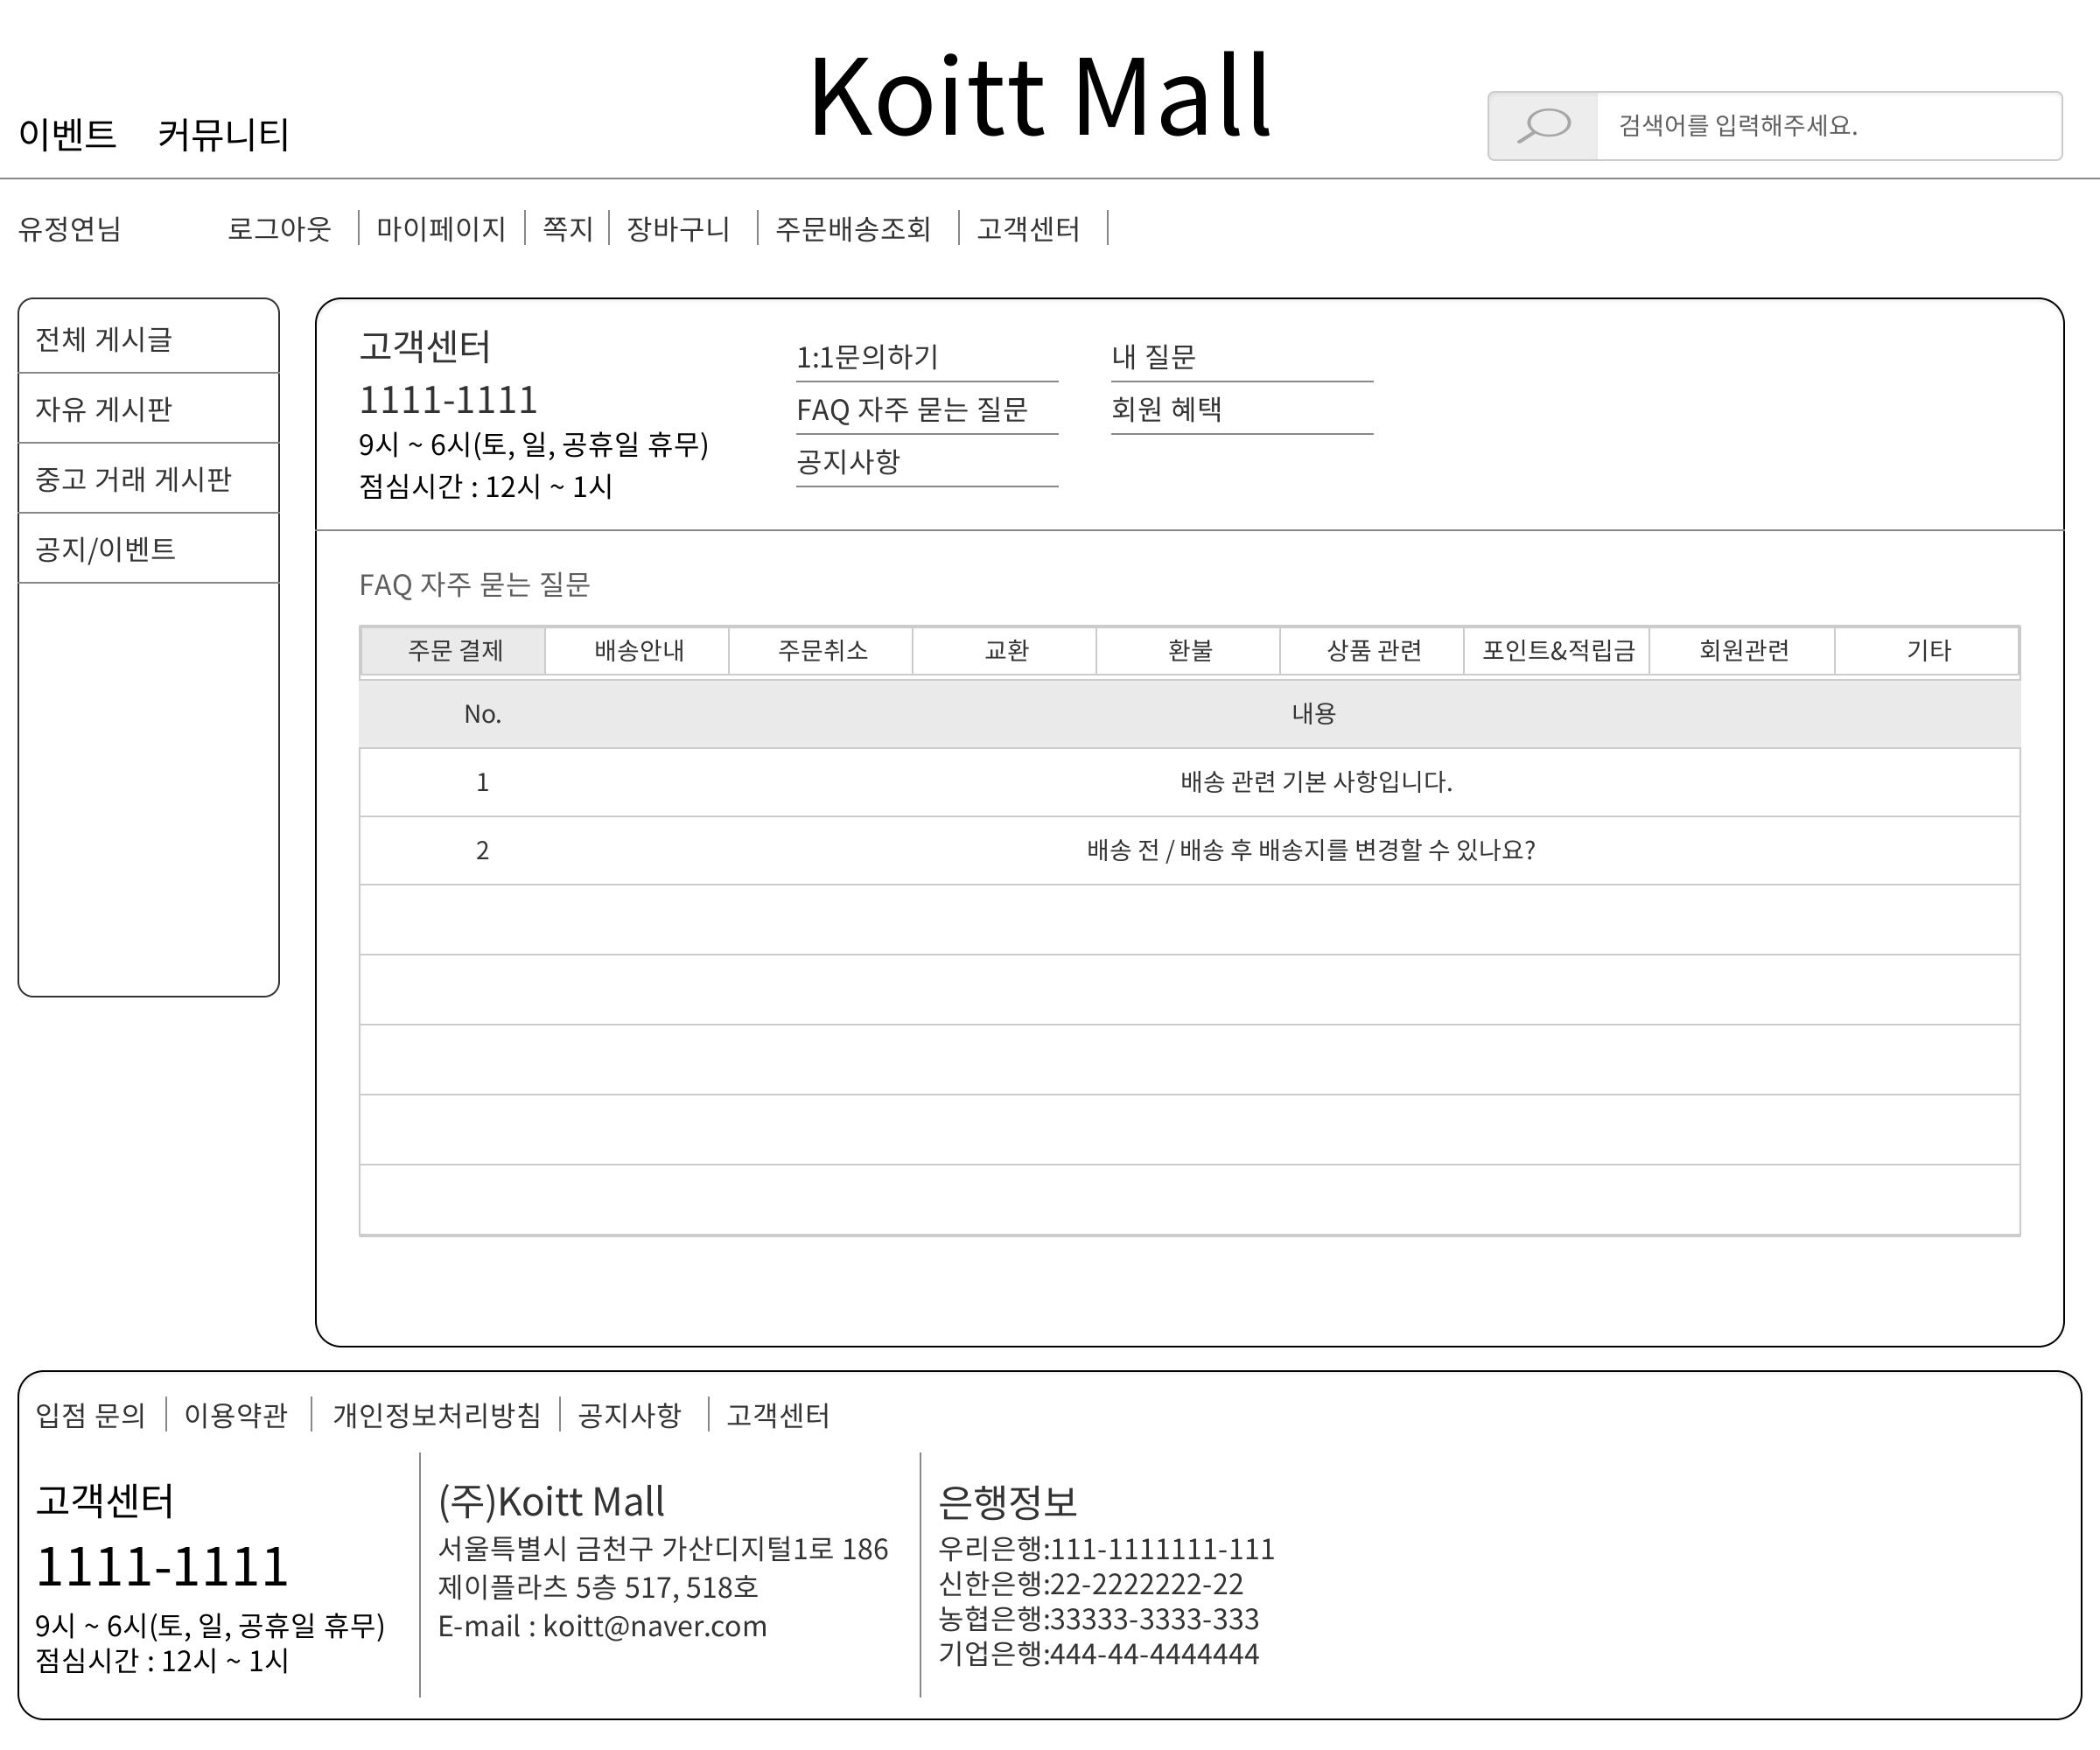 Koitt Mall
이벤트 커뮤니티
검색어를 입력해주세요.
유정연님 로그아웃 마이페이지 쪽지 장바구니 주문배송조회 고객센터
전체 게시글
자유 게시판
중고 거래 게시판
공지/이벤트
고객센터
1111-1111
9시 ~ 6시(토, 일, 공휴일 휴무)
점심시간 : 12시 ~ 1시
1:1문의하기
FAQ 자주 묻는 질문
공지사항
내 질문
회원 혜택
FAQ 자주 묻는 질문
주문 결제 배송안내 주문취소 교환 환불 상품 관련 포인트&적립금 회원관련 기타
No. 내용
1 배송 관련 기본 사항입니다.
2 배송 전 / 배송 후 배송지를 변경할 수 있나요?
입점 문의 이용약관 개인정보처리방침 공지사항 고객센터
고객센터
1111-1111
9시 ~ 6시(토, 일, 공휴일 휴무)
점심시간 : 12시 ~ 1시
(주)Koitt Mall
서울특별시 금천구 가산디지털1로 186
제이플라츠 5층 517, 518호
E-mail : koitt@naver.com
은행정보
우리은행:111-1111111-111
신한은행:22-2222222-22
농협은행:33333-3333-333
기업은행:444-44-4444444